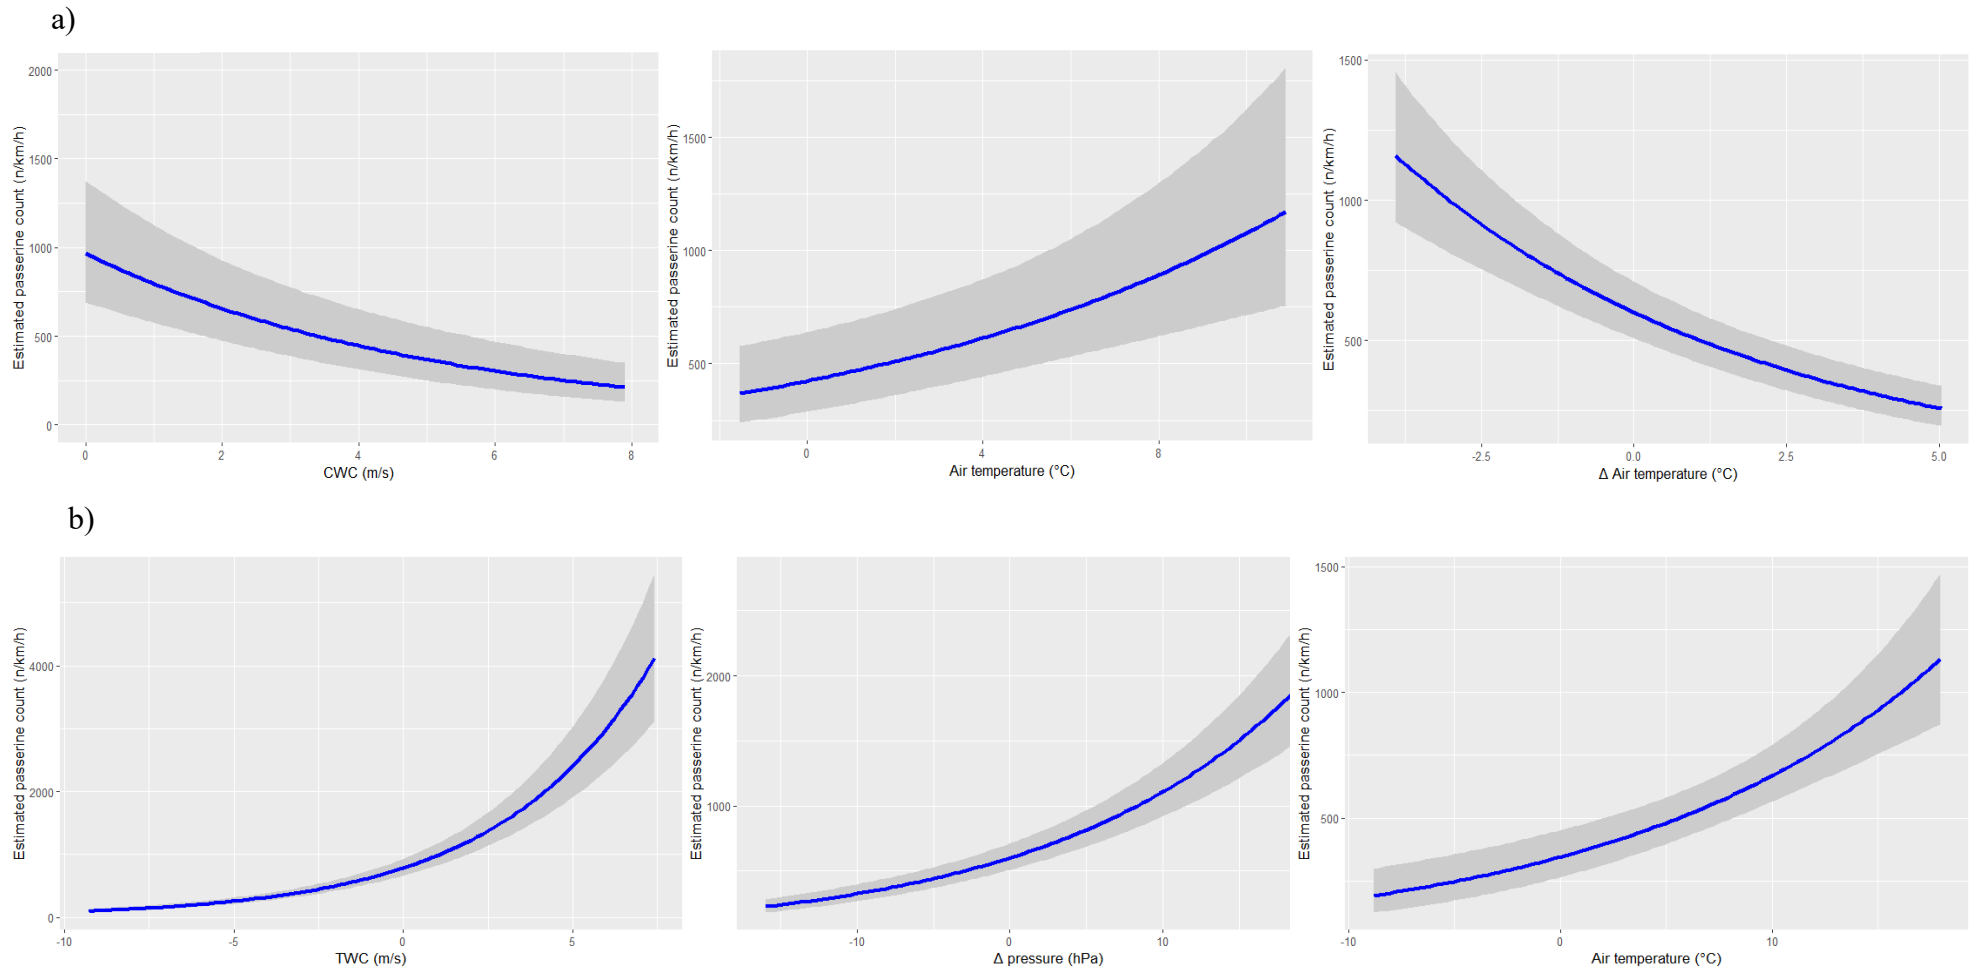 a)
Estimated passerine count (n/km/h)
2000
1500
1000
500
0
0
2
4
6
8
CWC (m/s)
Estimated passerine count (n/km/h)
1500
1000
500
0
4
8
Air temperature (°C)
Estimated passerine count (n/km/h)
1500
1000
500
-2.5
0.0
2.5
5.0
Δ Air temperature (°C)
b)
Estimated passerine count (n/km/h)
4000
2000
0
-10
-5
0
5
TWC (m/s)
Estimated passerine count (n/km/h)
2000
1000
-10
0
10
Δ pressure (hPa)
Estimated passerine count (n/km/h)
1500
1000
500
-10
0
10
Air temperature (°C)